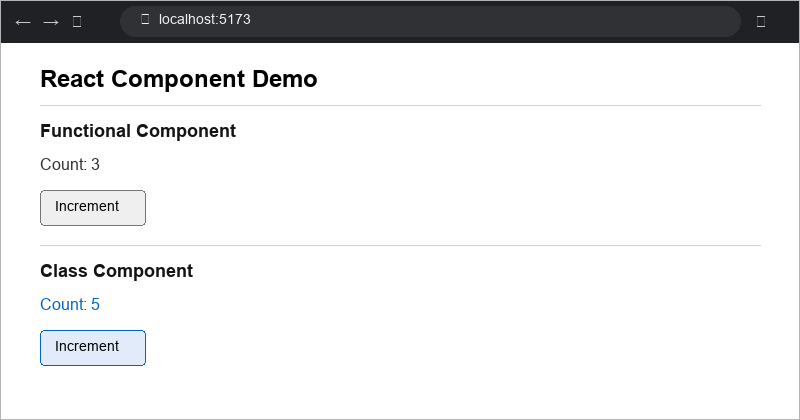 localhost:5173
React Component Demo
Functional Component
Count: 3
Increment
Class Component
Count: 5
Increment